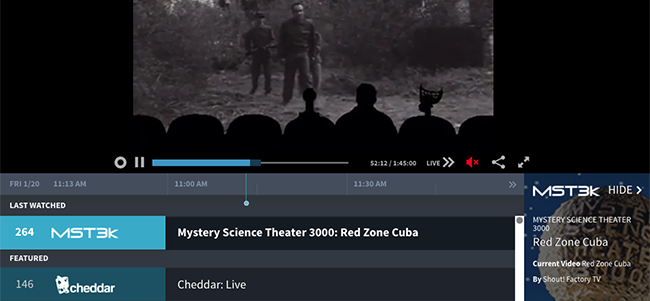 52:12 / 1:45:00 LIVE
FRI 1/20 11:13 AM 11:00 AM 11:30 AM
MST3K HIDE
LAST WATCHED
264 MST3K Mystery Science Theater 3000: Red Zone Cuba
MYSTERY SCIENCE THEATER
3000
Red Zone Cuba
FEATURED
Current Video Red Zone Cuba
146 cheddar Cheddar: Live
By Shout! Factory TV